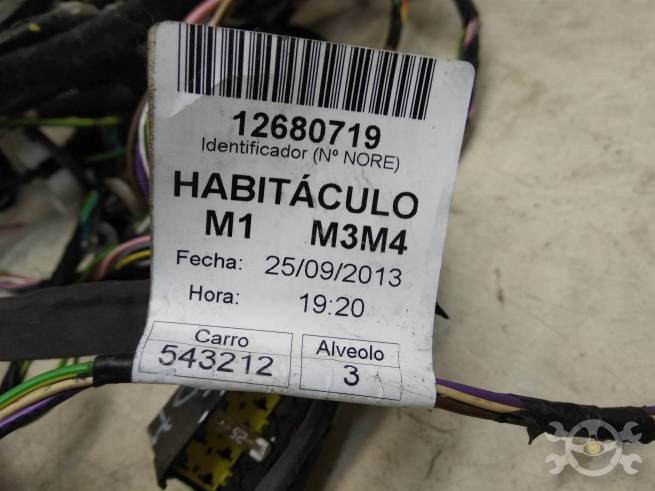 12680719
Identificador (Nº NORE)
HABITÁCULO
M1 M3M4
Fecha: 25/09/2013
Hora: 19:20
Carro
543212
Alveolo
3